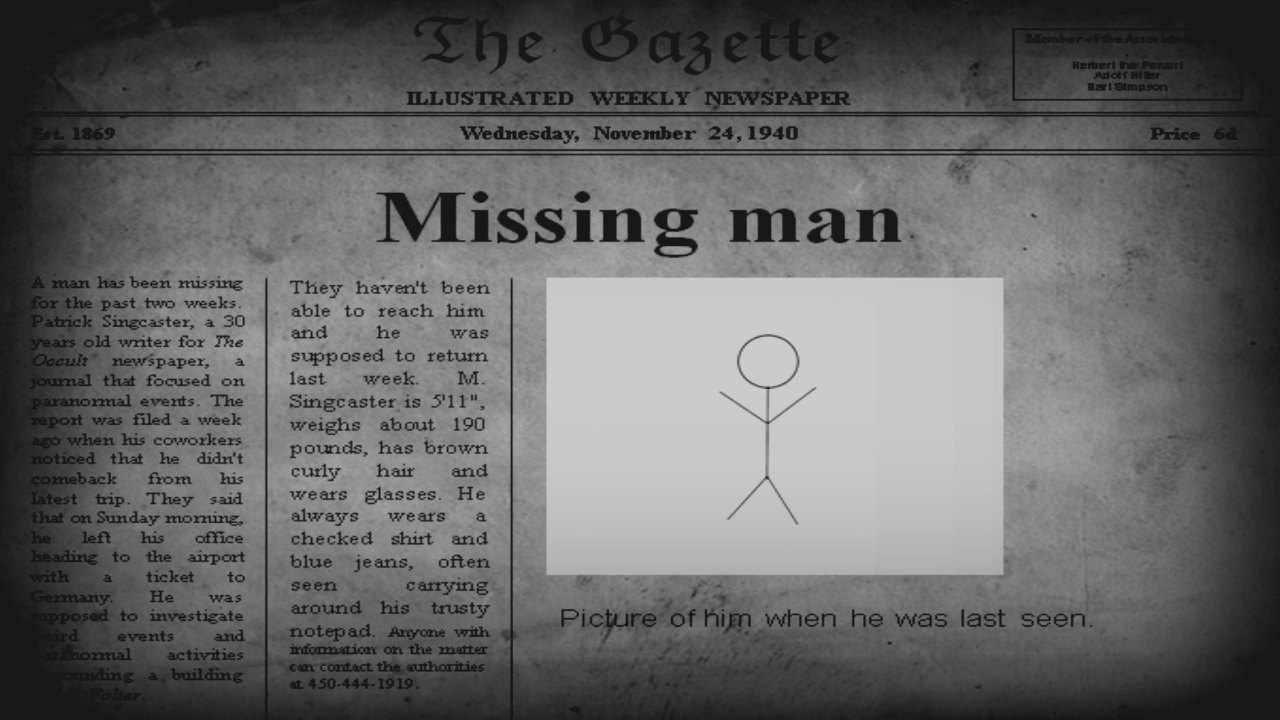 The Gazette
Member of the Associated
Herbert the Pervert
Adolf Hitler
Bart Simpson
ILLUSTRATED WEEKLY NEWSPAPER
Est. 1869
Wednesday, November 24, 1940
Price 6d
Missing man
A man has been missing
for the past two weeks.
Patrick Singcaster, a 30
years old writer for The
Occult newspaper, a
journal that focused on
paranormal events. The
report was filed a week
ago when his coworkers
noticed that he didn't
comeback from his
latest trip. They said
that on Sunday morning,
he left his office
heading to the airport
with a ticket to
Germany. He was
supposed to investigate
weird events and
paranormal activities
surrounding a building
Folter.
They haven't been
able to reach him
and he was
supposed to return
last week. M.
Singcaster is 5'11",
weighs about 190
pounds, has brown
curly hair and
wears glasses. He
always wears a
checked shirt and
blue jeans, often
seen carrying
around his trusty
notepad. Anyone with
information on the matter
can contact the authorities
at 450-444-1919.
Picture of him when he was last seen.